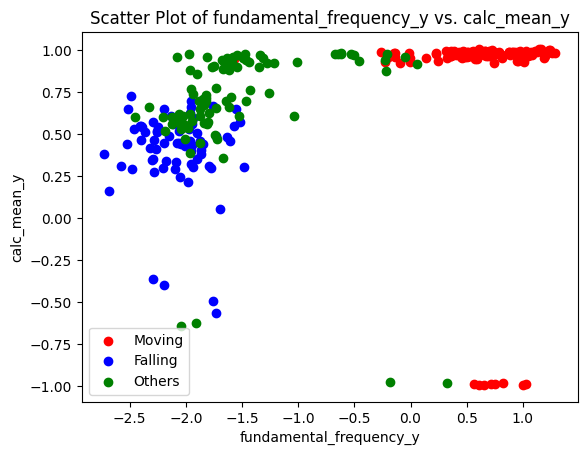 Scatter Plot of fundamental_frequency_y vs. calc_mean_y
1.00
0.75
0.50
0.25
0.00
−0.25
−0.50
−0.75
−1.00
calc_mean_y
Moving
Falling
Others
−2.5 −2.0 −1.5 −1.0 −0.5 0.0 0.5 1.0
fundamental_frequency_y